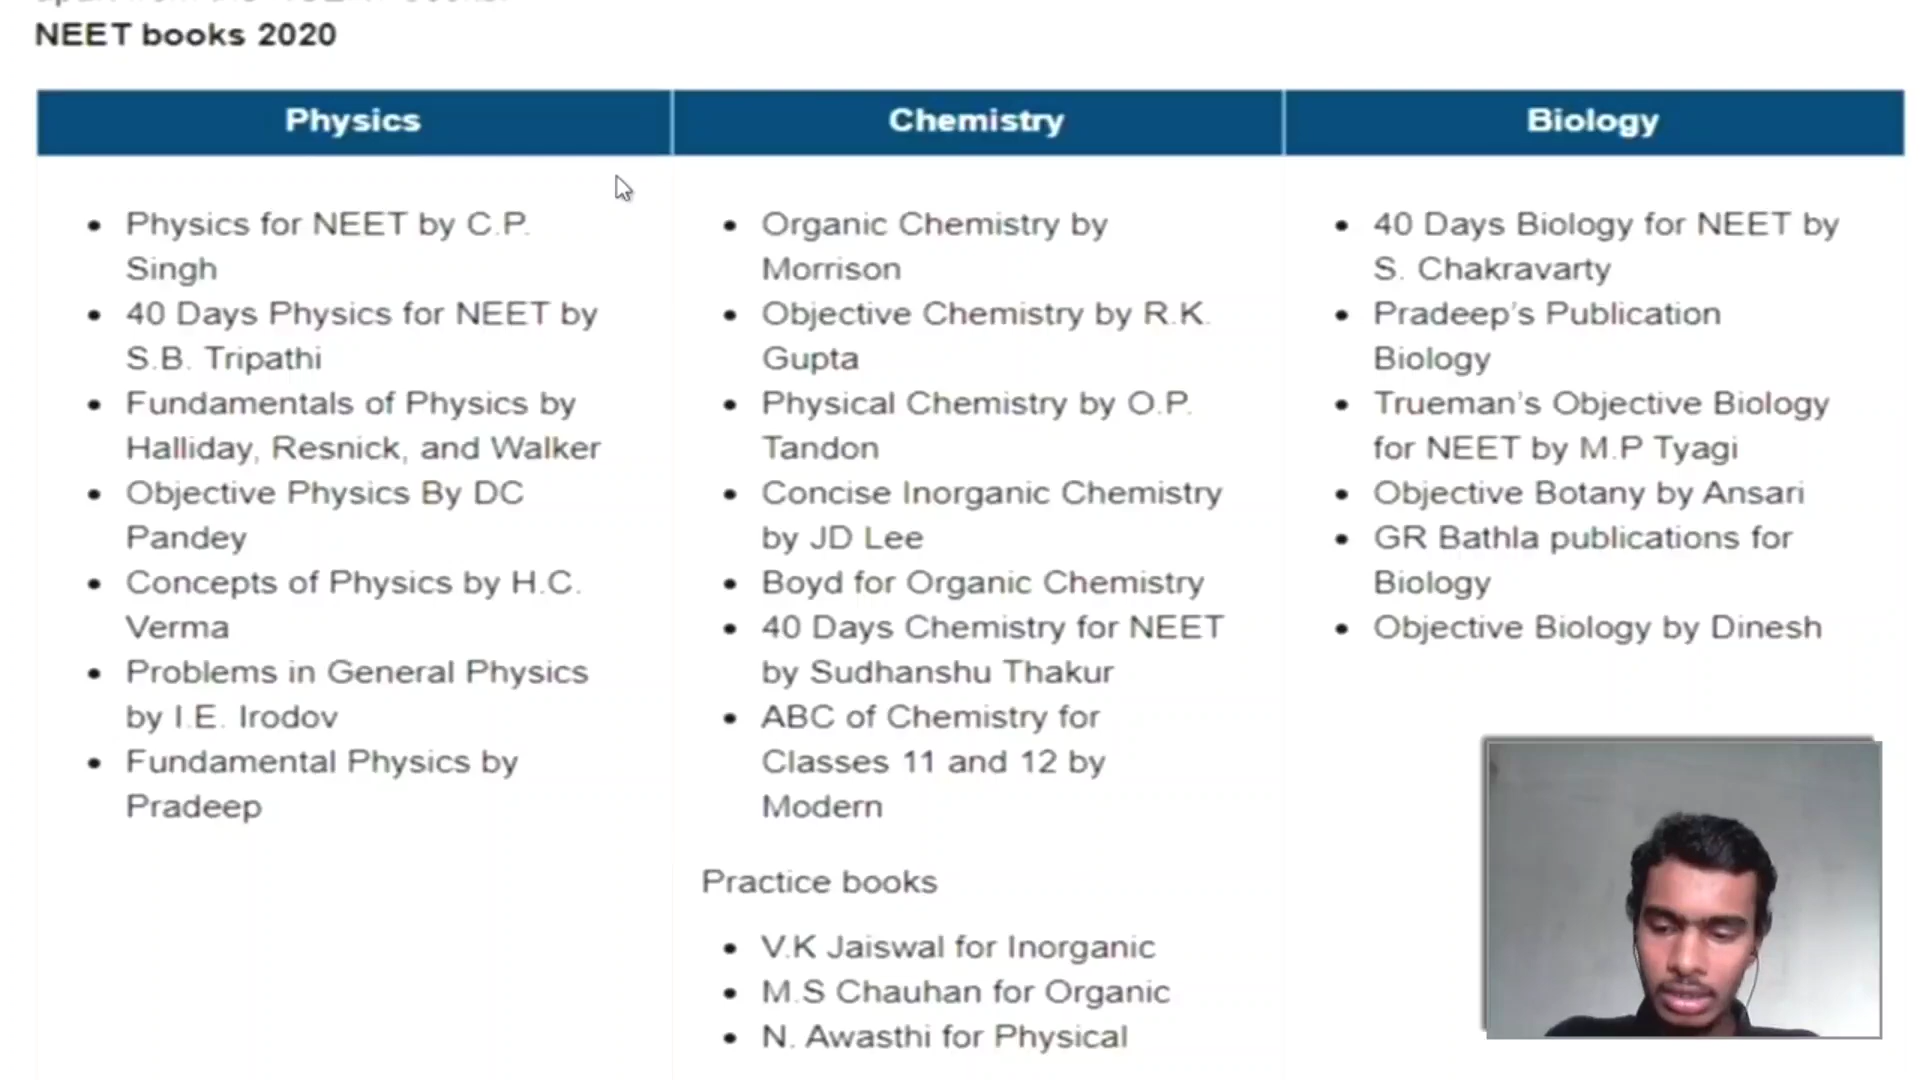 NEET books 2020
Physics
Chemistry
Biology
• Physics for NEET by C.P.
Singh
• 40 Days Physics for NEET by
S.B. Tripathi
• Fundamentals of Physics by
Halliday, Resnick, and Walker
• Objective Physics By DC
Pandey
• Concepts of Physics by H.C.
Verma
• Problems in General Physics
by I.E. Irodov
• Fundamental Physics by
Pradeep
• Organic Chemistry by
Morrison
• Objective Chemistry by R.K.
Gupta
• Physical Chemistry by O.P.
Tandon
• Concise Inorganic Chemistry
by JD Lee
• Boyd for Organic Chemistry
• 40 Days Chemistry for NEET
by Sudhanshu Thakur
• ABC of Chemistry for
Classes 11 and 12 by
Modern
Practice books
• V.K Jaiswal for Inorganic
• M.S Chauhan for Organic
• N. Awasthi for Physical
• 40 Days Biology for NEET by
S. Chakravarty
• Pradeep's Publication
Biology
• Trueman's Objective Biology
for NEET by M.P Tyagi
• Objective Botany by Ansari
• GR Bathla publications for
Biology
• Objective Biology by Dinesh